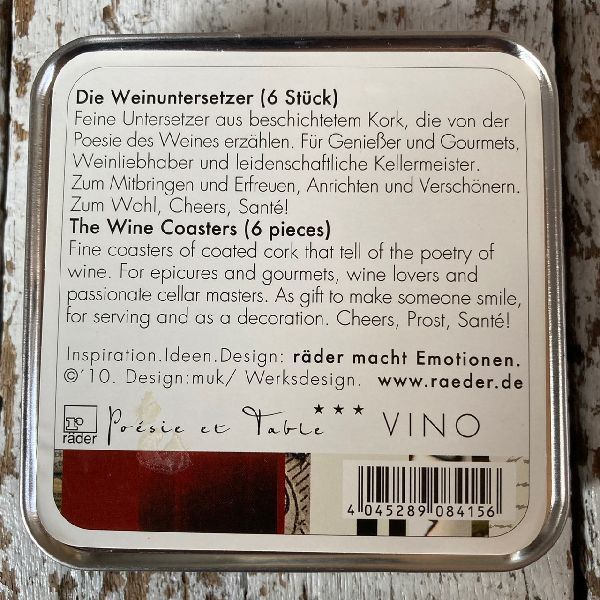 Die Weinuntersetzer (6 Stück)
Feine Untersetzer aus beschichtetem Kork, die von der
Poesie des Weines erzählen. Für Genießer und Gourmets,
Weinliebhaber und leidenschaftliche Kellermeister.
Zum Mitbringen und Erfreuen, Anrichten und Verschönern.
Zum Wohl, Cheers, Santé!
The Wine Coasters (6 pieces)
Fine coasters of coated cork that tell of the poetry of
wine. For epicures and gourmets, wine lovers and
passionate cellar masters. As gift to make someone smile,
for serving and as a decoration. Cheers, Prost, Santé!
Inspiration.Ideen.Design: räder macht Emotionen.
©'10. Design:muk/ Werksdesign. www.raeder.de
räder Poésie et Table *** VINO
4 045289 084156